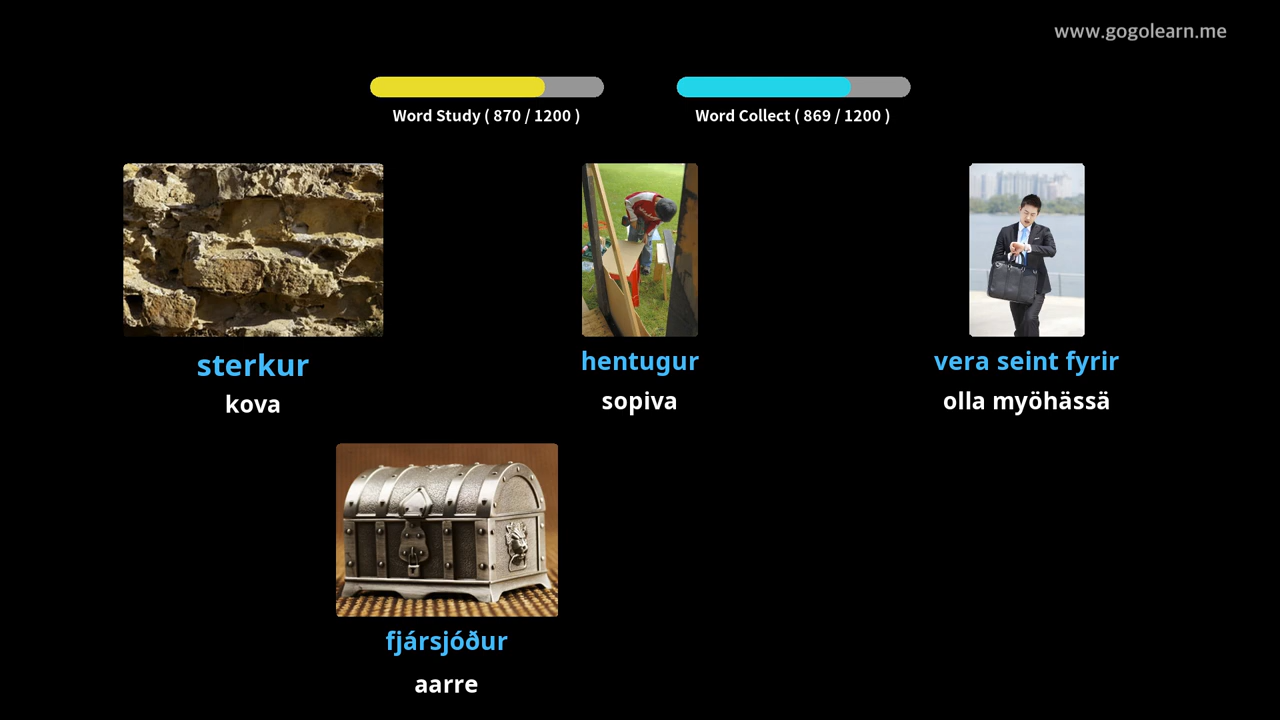 www.gogolearn.me
Word Study ( 870 / 1200 )
Word Collect ( 869 / 1200 )
sterkur
kova
hentugur
sopiva
vera seint fyrir
olla myöhässä
fjársjóður
aarre